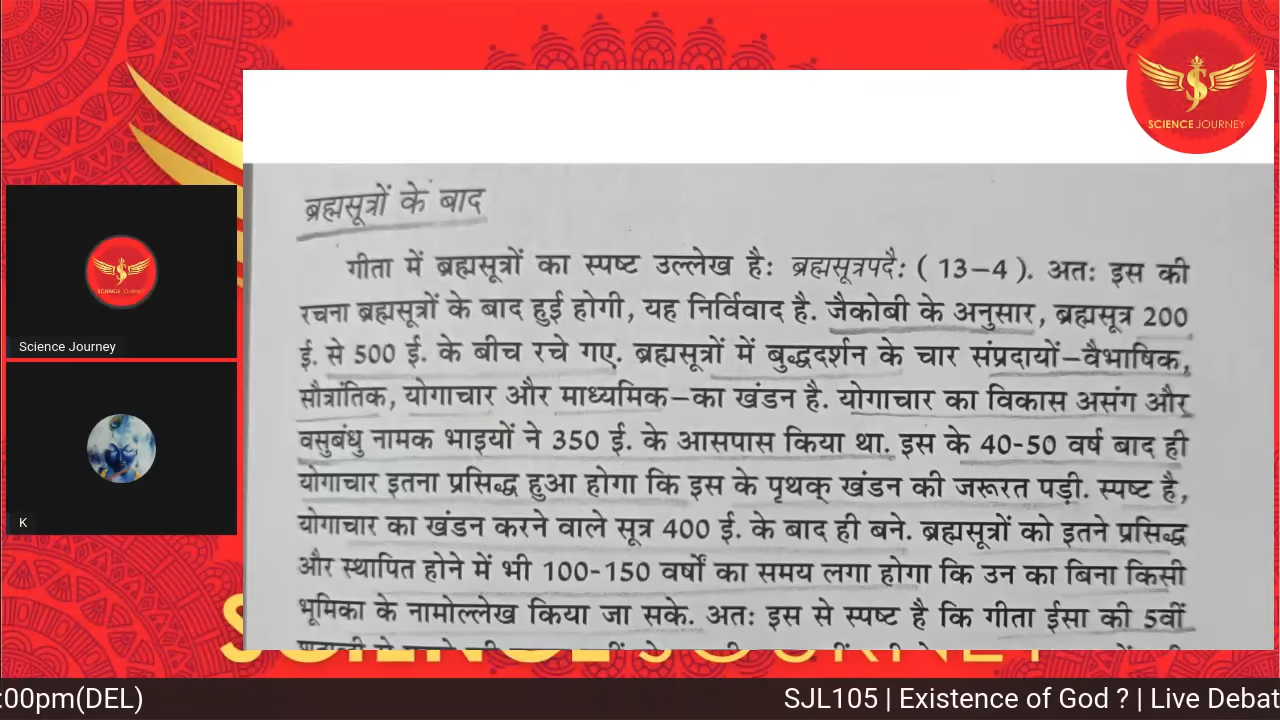 SCIENCE JOURNEY
ब्रह्मसूत्रों के बाद
गीता में ब्रह्मसूत्रों का स्पष्ट उल्लेख है: ब्रह्मसूत्रपदै: ( 13–4 ). अतः इस की
रचना ब्रह्मसूत्रों के बाद हुई होगी, यह निर्विवाद है. जैकोबी के अनुसार, ब्रह्मसूत्र 200
ई. से 500 ई. के बीच रचे गए. ब्रह्मसूत्रों में बुद्धदर्शन के चार संप्रदायों–वैभाषिक,
सौत्रांतिक, योगाचार और माध्यमिक–का खंडन है. योगाचार का विकास असंग और
वसुबंधु नामक भाइयों ने 350 ई. के आसपास किया था. इस के 40-50 वर्ष बाद ही
योगाचार इतना प्रसिद्ध हुआ होगा कि इस के पृथक् खंडन की जरूरत पड़ी. स्पष्ट है,
योगाचार का खंडन करने वाले सूत्र 400 ई. के बाद ही बने. ब्रह्मसूत्रों को इतने प्रसिद्ध
और स्थापित होने में भी 100-150 वर्षों का समय लगा होगा कि उन का बिना किसी
भूमिका के नामोल्लेख किया जा सके. अतः इस से स्पष्ट है कि गीता ईसा की 5वीं
Science Journey
K
:00pm(DEL)
SJL105 | Existence of God ? | Live Debat